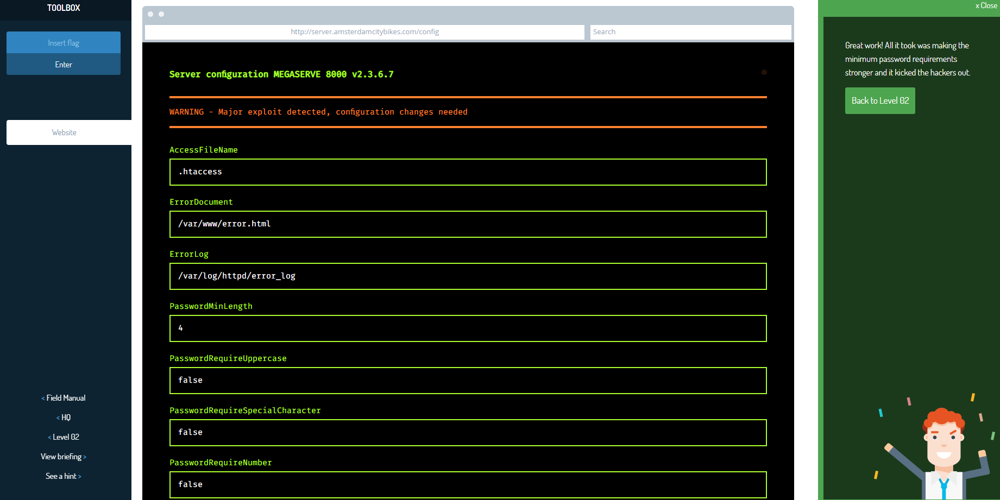 TOOLBOX
Insert flag
Enter
Website
< Field Manual
< HQ
< Level 02
View briefing >
See a hint >
http://server.amsterdamcitybikes.com/config
Search
Server configuration MEGASERVE 8000 v2.3.6.7
WARNING - Major exploit detected, configuration changes needed
AccessFileName
.htaccess
ErrorDocument
/var/www/error.html
ErrorLog
/var/log/httpd/error_log
PasswordMinLength
4
PasswordRequireUppercase
false
PasswordRequireSpecialCharacter
false
PasswordRequireNumber
false
x Close
Great work! All it took was making the
minimum password requirements
stronger and it kicked the hackers out.
Back to Level 02